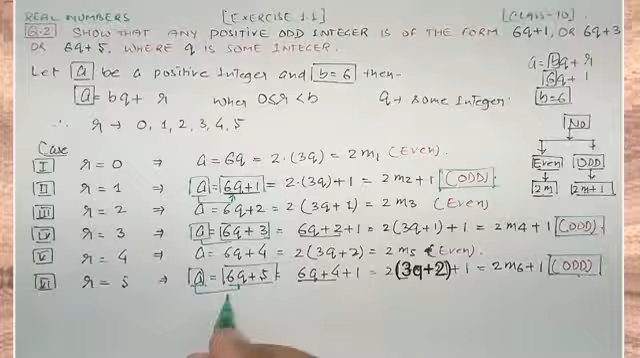 REAL NUMBERS [EXERCISE 1.1] [CLASS-10]
Q.2 SHOW THAT ANY POSITIVE ODD INTEGER IS OF THE FORM 6q+1, OR 6q+3
OR 6q+5. WHERE q IS SOME INTEGER.
Let a be a positive Integer and b=6 then-
a = bq + r when 0≤r<b q→ some Integer.
a = bq + r
6q + 1
b=6
∴ r → 0, 1, 2, 3, 4, 5
NO
Even ODD
2m 2m+1
Case
I r = 0 ⇒ a = 6q = 2·(3q) = 2m1 (Even).
II r = 1 ⇒ a = 6q+1 = 2·(3q)+1 = 2m2+1 (ODD)
III r = 2 ⇒ a = 6q+2 = 2(3q+1) = 2m3 (Even)
IV r = 3 ⇒ a = 6q+3 = 6q+2+1 = 2(3q+1)+1 = 2m4+1 (ODD)
V r = 4 ⇒ a = 6q+4 = 2(3q+2) = 2m5 (Even).
VI r = 5 ⇒ a = 6q+5 = 6q+4+1 = 2(3q+2)+1 = 2m6+1 (ODD)